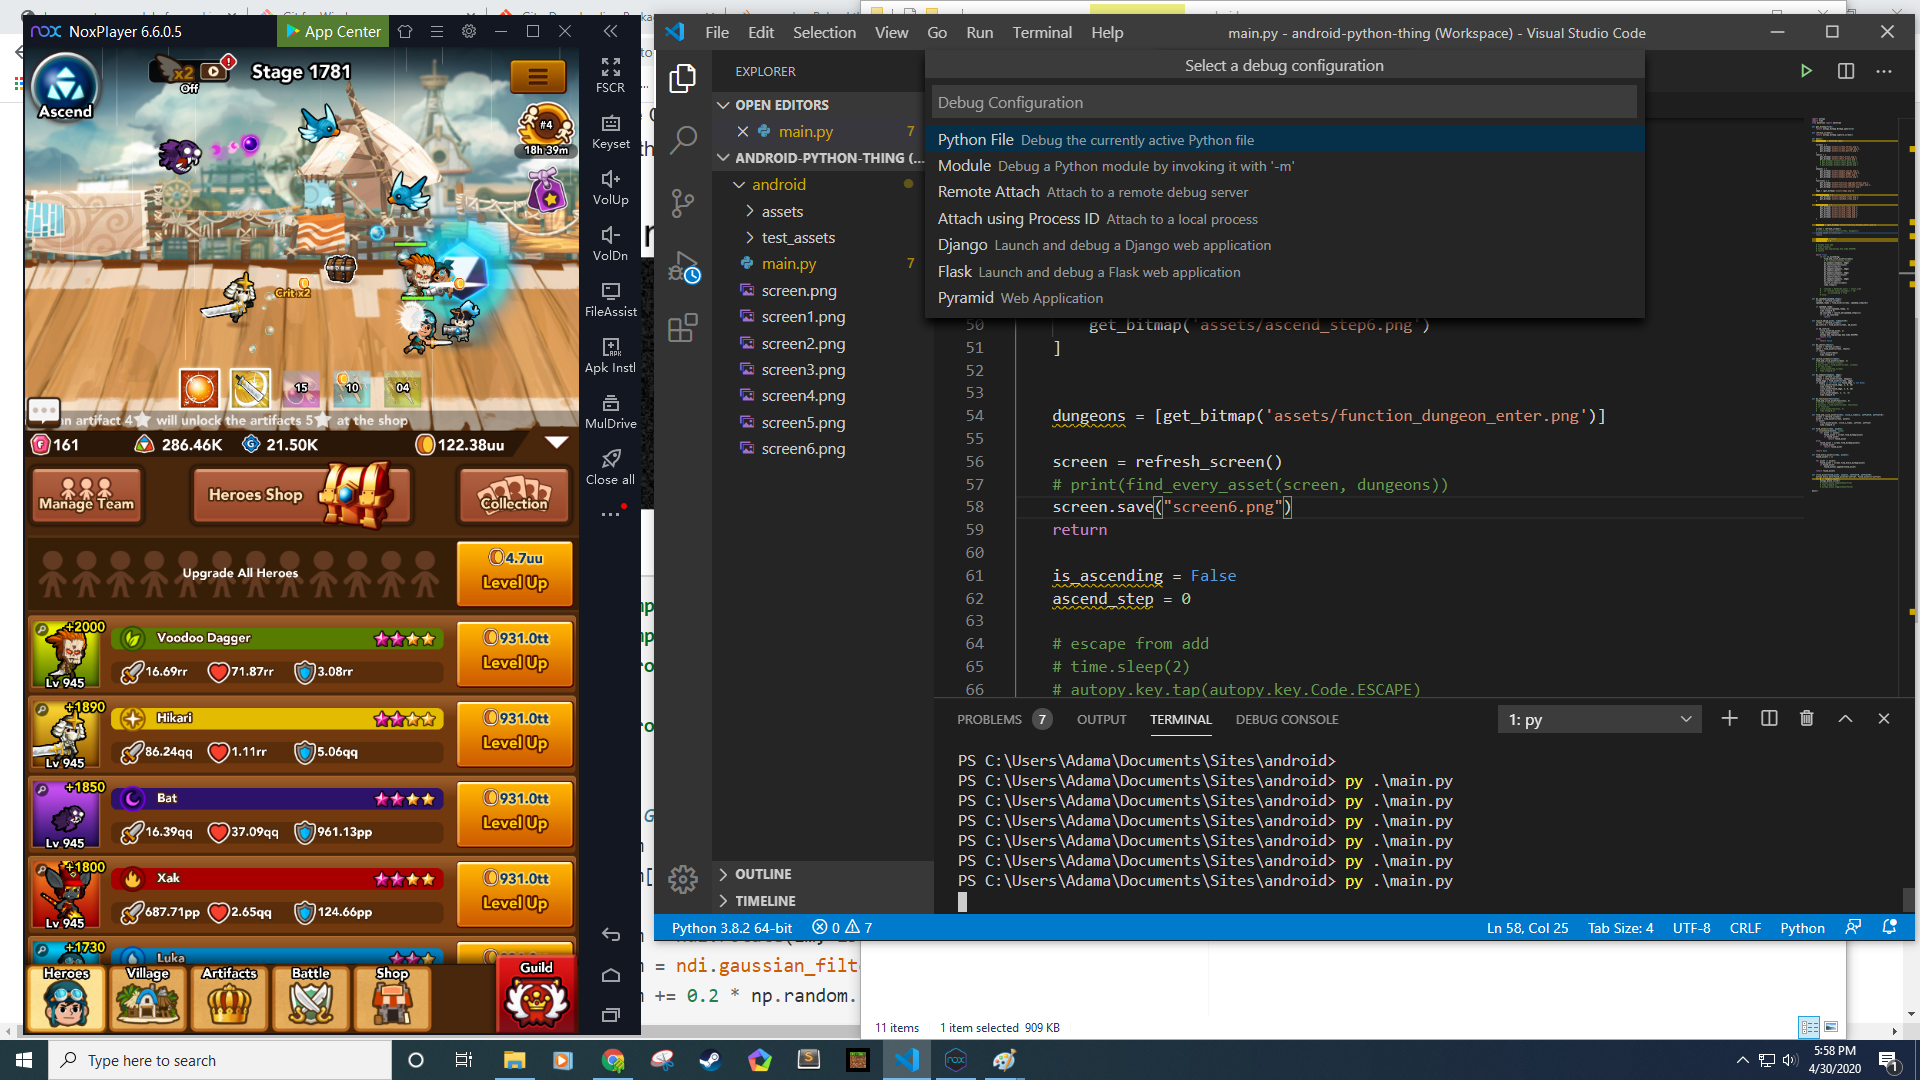 NoxPlayer 6.6.0.5
App Center
Ascend
x2
Off
Stage 1781
#4
18h 39m
Crit x2
15
10
04
n artifact 4 will unlock the artifacts 5 at the shop
161
286.46K
21.50K
122.38uu
Manage Team
Heroes Shop
Collection
Upgrade All Heroes
4.7uu
Level Up
+2000
Voodoo Dagger
Lv 945
16.69rr
71.87rr
3.08rr
931.0tt
Level Up
+1890
Hikari
Lv 945
86.24qq
1.11rr
5.06qq
931.0tt
Level Up
+1850
Bat
Lv 945
16.39qq
37.09qq
961.13pp
931.0tt
Level Up
+1800
Xak
Lv 945
687.71pp
2.65qq
124.66pp
931.0tt
Level Up
+1730
Luka
Heroes
Village
Artifacts
Battle
Shop
Guild
FSCR
Keyset
VolUp
VolDn
FileAssist
Apk Instl
MulDrive
Close all
File Edit Selection View Go Run Terminal Help
main.py - android-python-thing (Workspace) - Visual Studio Code
EXPLORER
OPEN EDITORS
main.py 7
ANDROID-PYTHON-THING (...
android
assets
test_assets
main.py 7
screen.png
screen1.png
screen2.png
screen3.png
screen4.png
screen5.png
screen6.png
OUTLINE
TIMELINE
Select a debug configuration
Debug Configuration
Python File Debug the currently active Python file
Module Debug a Python module by invoking it with '-m'
Remote Attach Attach to a remote debug server
Attach using Process ID Attach to a local process
Django Launch and debug a Django web application
Flask Launch and debug a Flask web application
Pyramid Web Application
50 get_bitmap('assets/ascend_step6.png')
51 ]
52
53
54 dungeons = [get_bitmap('assets/function_dungeon_enter.png')]
55
56 screen = refresh_screen()
57 # print(find_every_asset(screen, dungeons))
58 screen.save("screen6.png")
59 return
60
61 is_ascending = False
62 ascend_step = 0
63
64 # escape from add
65 # time.sleep(2)
66 # autopy.key.tap(autopy.key.Code.ESCAPE)
PROBLEMS 7 OUTPUT TERMINAL DEBUG CONSOLE
1: py
PS C:\Users\Adama\Documents\Sites\android>
PS C:\Users\Adama\Documents\Sites\android> py .\main.py
PS C:\Users\Adama\Documents\Sites\android> py .\main.py
PS C:\Users\Adama\Documents\Sites\android> py .\main.py
PS C:\Users\Adama\Documents\Sites\android> py .\main.py
PS C:\Users\Adama\Documents\Sites\android> py .\main.py
PS C:\Users\Adama\Documents\Sites\android> py .\main.py
Python 3.8.2 64-bit 0 7
Ln 58, Col 25 Tab Size: 4 UTF-8 CRLF Python
= ndi.gaussian_filt
+= 0.2 * np.random.
11 items 1 item selected 909 KB
Type here to search
5:58 PM
4/30/2020
1